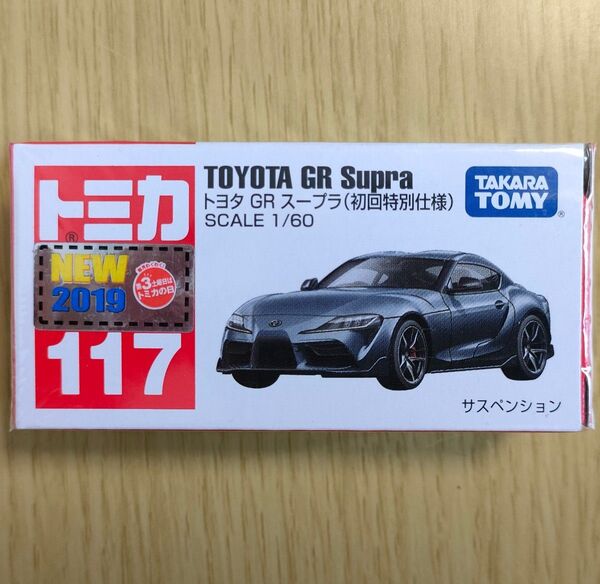 トミカ
®
NEW
2019
第3土曜日は
トミカの日
117
TOYOTA GR Supra
トヨタ GR スープラ(初回特別仕様)
SCALE 1/60
TAKARA
TOMY
®
サスペンション